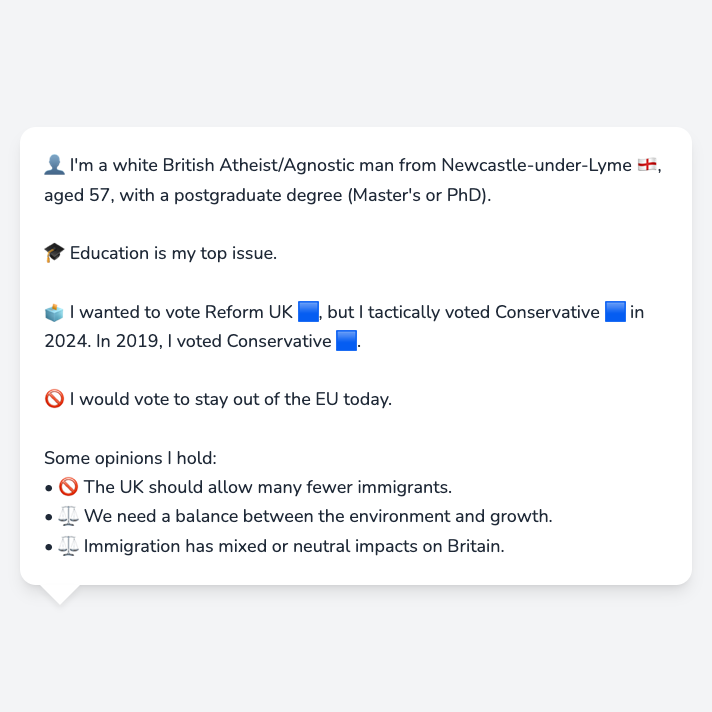 👤 I'm a white British Atheist/Agnostic man from Newcastle-under-Lyme 🏴󠁧󠁢󠁥󠁮󠁧󠁿,
aged 57, with a postgraduate degree (Master's or PhD).
🎓 Education is my top issue.
🗳️ I wanted to vote Reform UK 🟦, but I tactically voted Conservative 🟦 in
2024. In 2019, I voted Conservative 🟦.
🚫 I would vote to stay out of the EU today.
Some opinions I hold:
• 🚫 The UK should allow many fewer immigrants.
• ⚖️ We need a balance between the environment and growth.
• ⚖️ Immigration has mixed or neutral impacts on Britain.